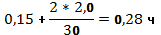 0,15 + (2 * 2,0)/30 = 0,28 ч